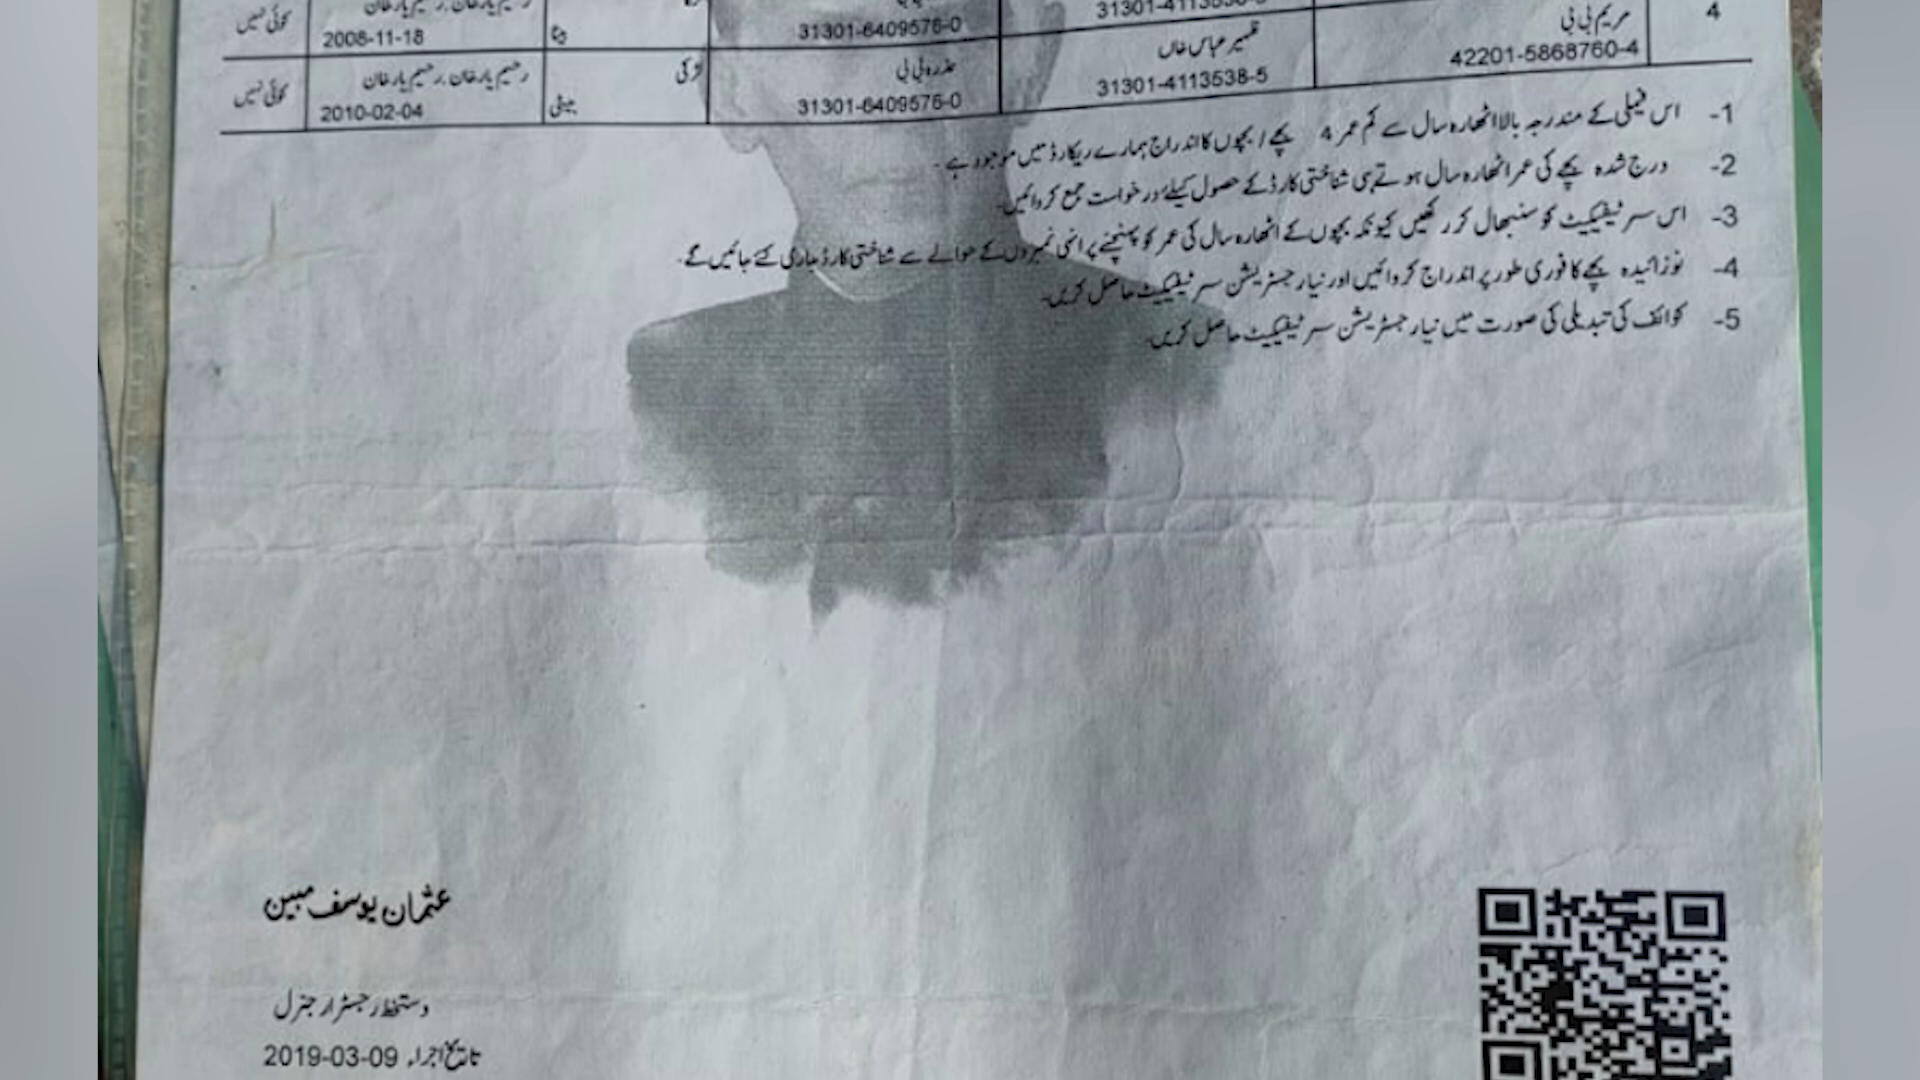 4 مریم بی بی 31301-4113538-5 31301-6409576-0 رحیم یار خان، رحیم یار خان کوئی نہیں
42201-5868760-4 ظہیر عباس خاں عذرہ بی بی لڑکی بیٹی رحیم یار خان، رحیم یار خان کوئی نہیں
31301-4113538-5 31301-6409576-0 2008-11-18
2010-02-04
1- اس فیملی کے مندرجہ بالا اٹھارہ سال سے کم عمر 4 بچے / بچوں کا اندراج ہمارے ریکارڈ میں موجود ہے ۔
2- درج شدہ بچے کی عمر اٹھارہ سال ہوتے ہی شناختی کارڈ کے حصول کیلئے درخواست جمع کروائیں۔
3- اس سرٹیفیکیٹ کو سنبھال کر رکھیں کیونکہ بچوں کے اٹھارہ سال کی عمر کو پہنچنے پر انہی نمبروں کے حوالے سے شناختی کارڈ جاری کئے جائیں گے۔
4- نوزائیدہ بچے کا فوری طور پر اندراج کروائیں اور نیا رجسٹریشن سرٹیفیکیٹ حاصل کریں۔
5- کوائف کی تبدیلی کی صورت میں نیا رجسٹریشن سرٹیفیکیٹ حاصل کریں۔
عثمان یوسف مبین
دستخط رجسٹرار جنرل
تاریخ اجراء 2019-03-09